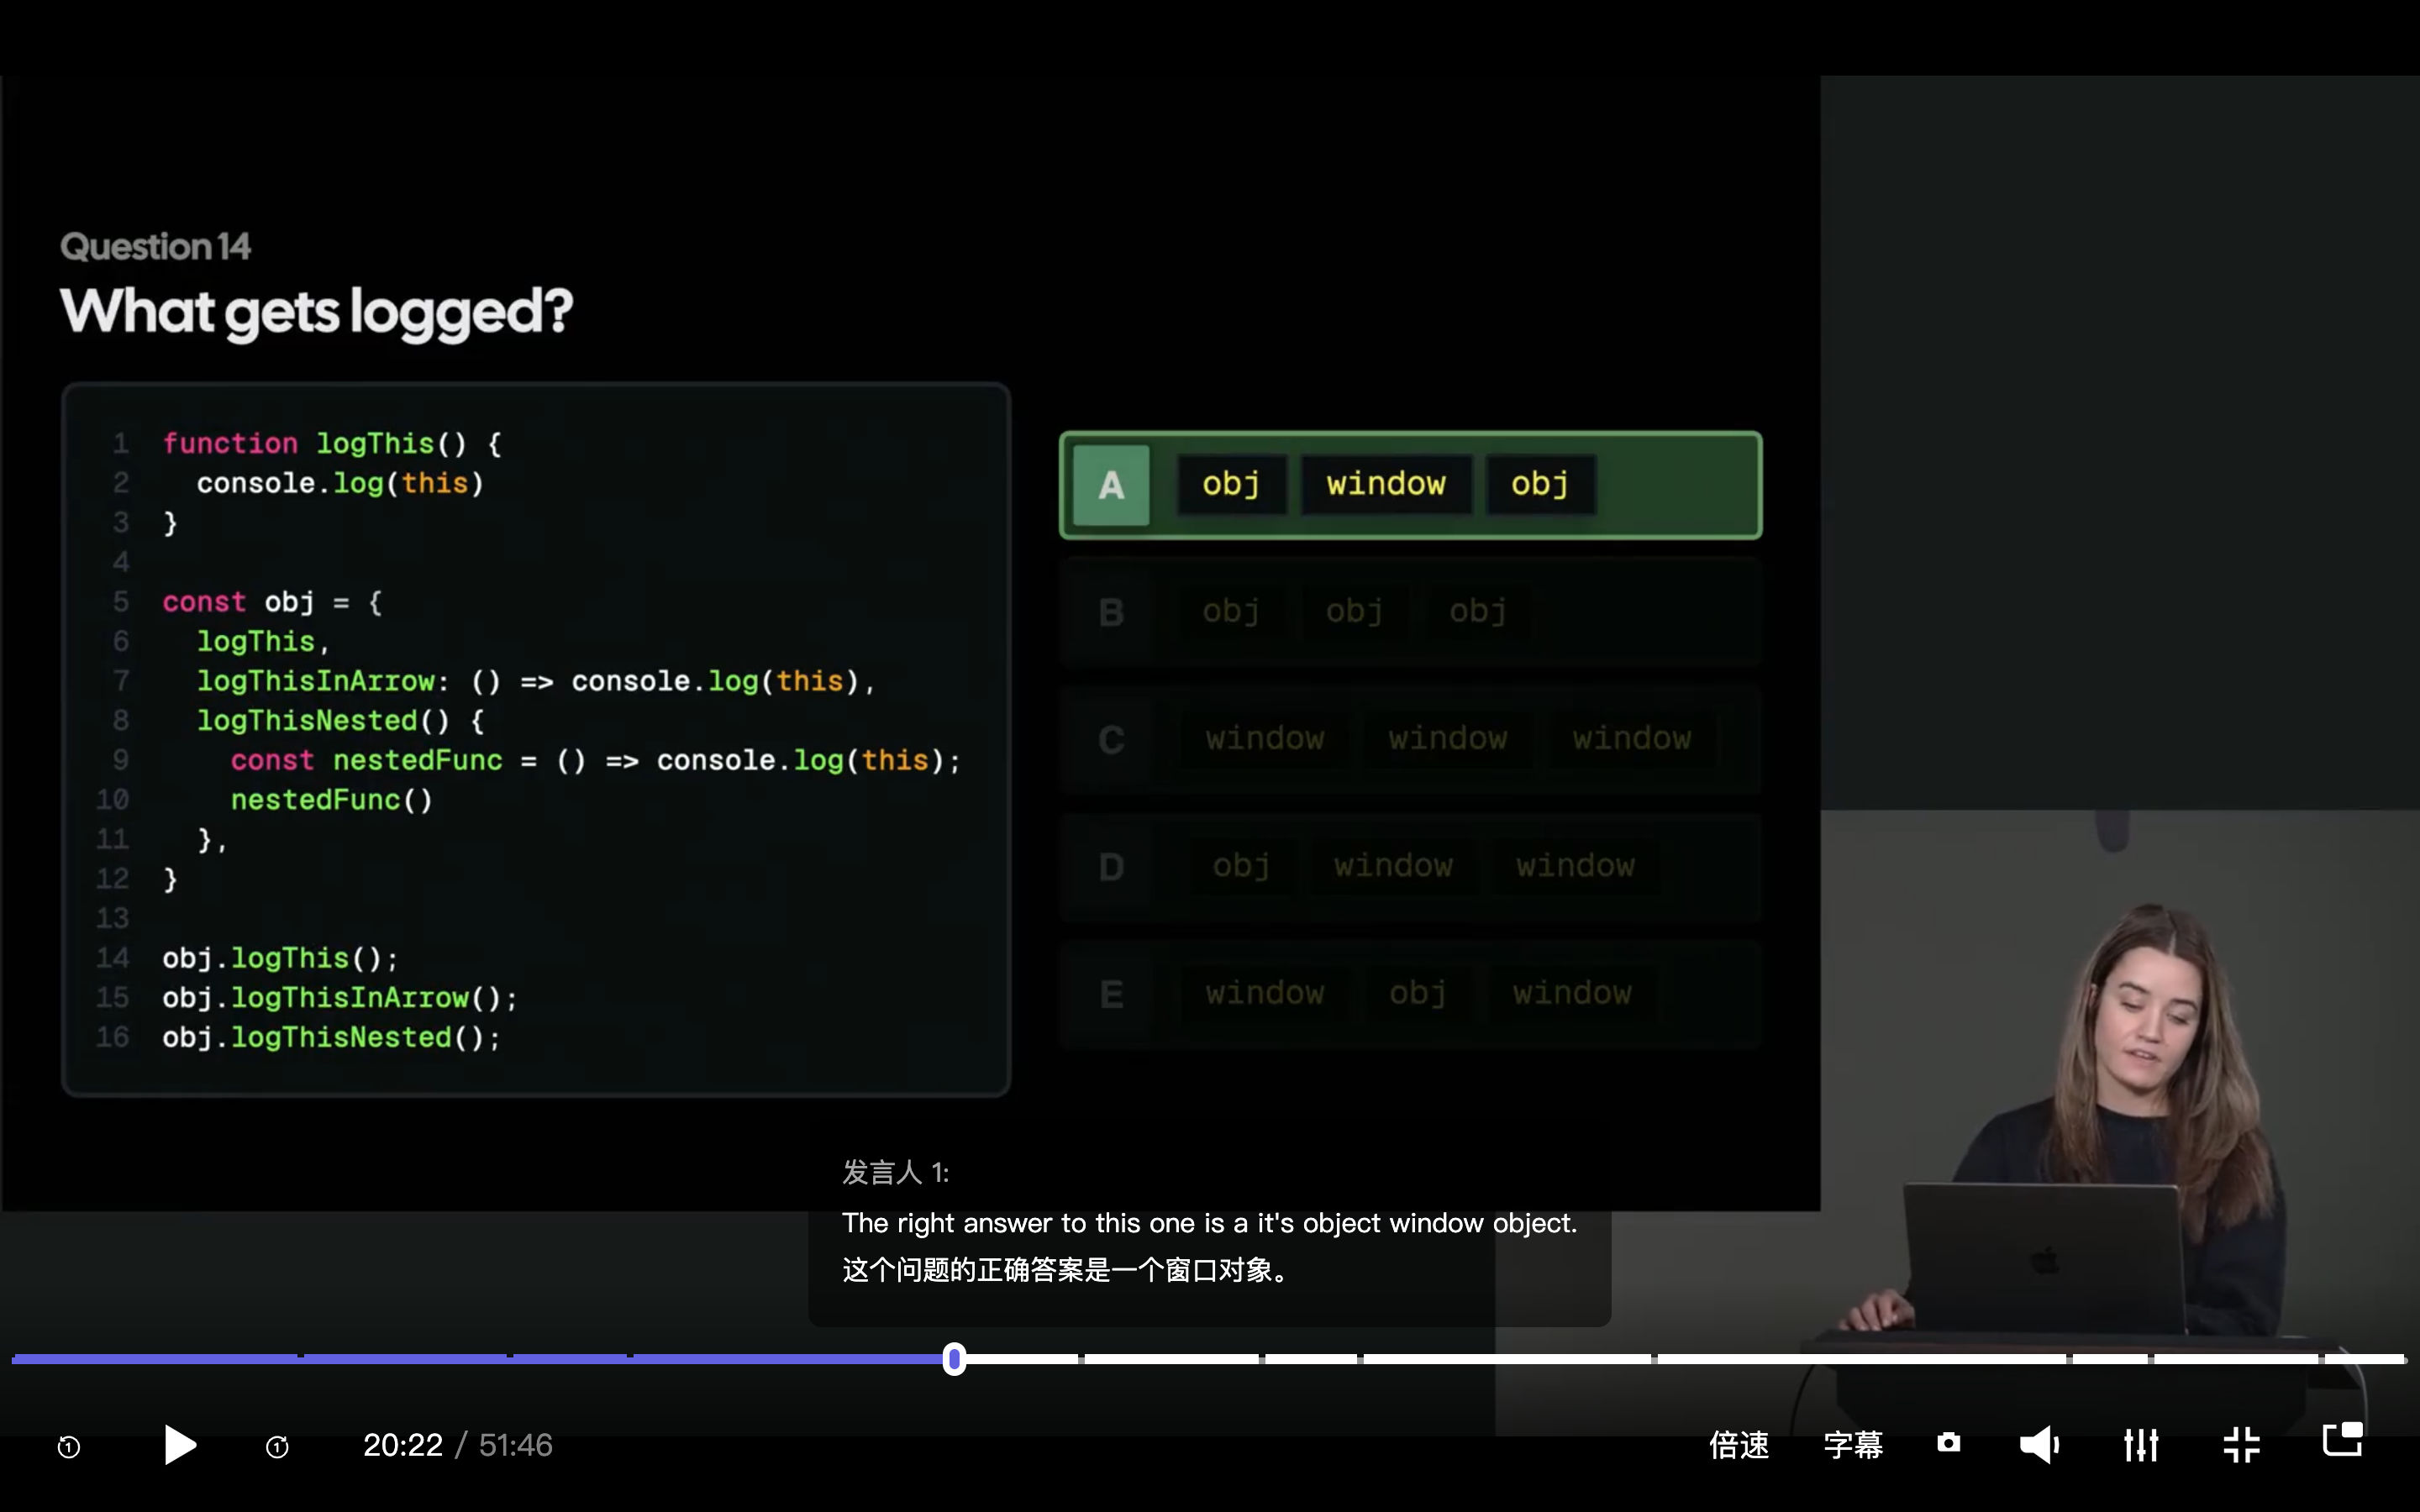 Question 14
What gets logged?
1 function logThis() {
2   console.log(this)
3 }
4
5 const obj = {
6   logThis,
7   logThisInArrow: () => console.log(this),
8   logThisNested() {
9     const nestedFunc = () => console.log(this);
10     nestedFunc()
11   },
12 }
13
14 obj.logThis();
15 obj.logThisInArrow();
16 obj.logThisNested();
A obj window obj
B obj obj obj
C window window window
D obj window window
E window obj window
发言人 1:
The right answer to this one is a it's object window object.
这个问题的正确答案是一个窗口对象。
1
1
20:22 / 51:46
倍速
字幕